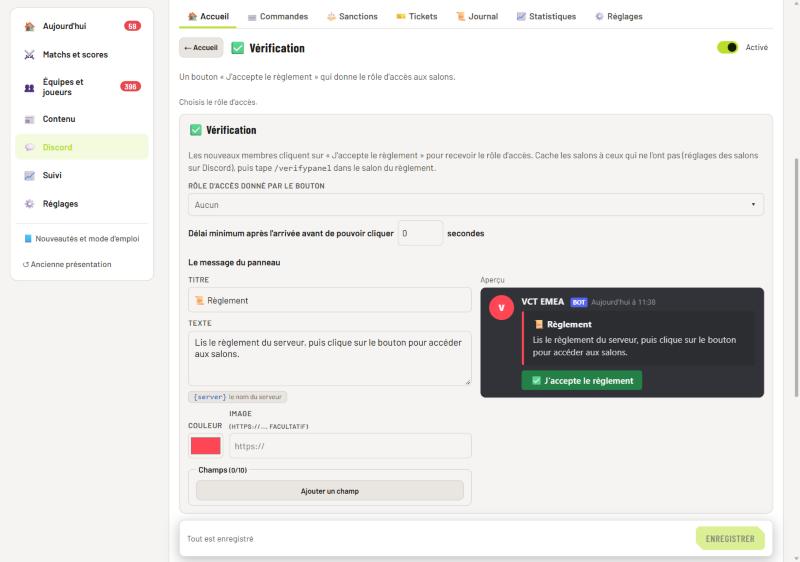 Aujourd'hui 58
Matchs et scores
Équipes et joueurs 396
Contenu
Discord
Suivi
Réglages
Nouveautés et mode d'emploi
↺ Ancienne présentation
Accueil Commandes Sanctions Tickets Journal Statistiques Réglages
← Accueil ✅ Vérification Activé
Un bouton « J'accepte le règlement » qui donne le rôle d'accès aux salons.
Choisis le rôle d'accès.
✅ Vérification
Les nouveaux membres cliquent sur « J'accepte le règlement » pour recevoir le rôle d'accès. Cache les salons à ceux qui ne l'ont pas (réglages des salons
sur Discord), puis tape /verifypanel dans le salon du règlement.
RÔLE D'ACCÈS DONNÉ PAR LE BOUTON
Aucun
Délai minimum après l'arrivée avant de pouvoir cliquer 0 secondes
Le message du panneau
TITRE
📜 Règlement
TEXTE
Lis le règlement du serveur, puis clique sur le bouton pour accéder
aux salons.
{server} le nom du serveur
COULEUR
IMAGE
(HTTPS://…, FACULTATIF)
https://
Champs (0/10)
Ajouter un champ
Aperçu
V
VCT EMEA BOT Aujourd'hui à 11:38
📜 Règlement
Lis le règlement du serveur, puis clique sur le bouton
pour accéder aux salons.
✅ J'accepte le règlement
Tout est enregistré
ENREGISTRER